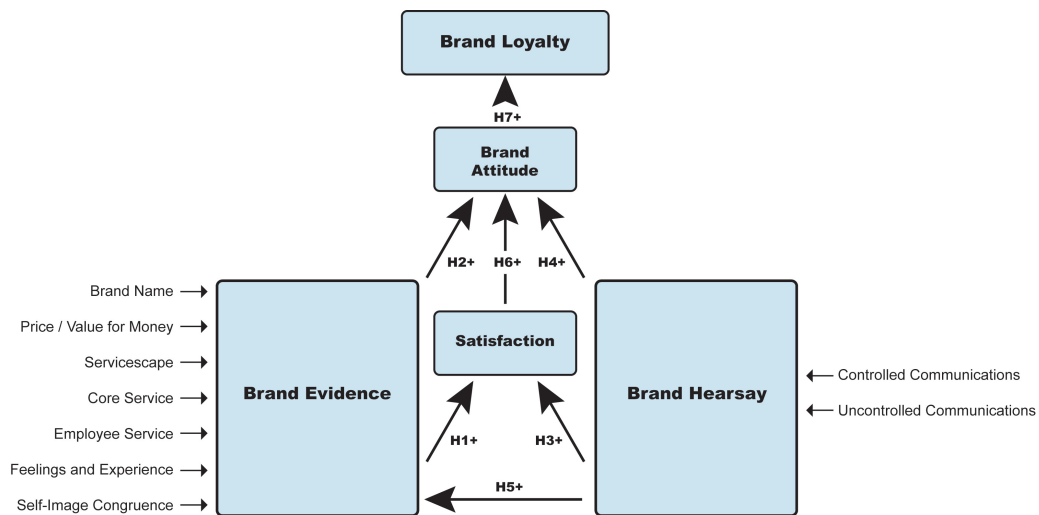 Brand Loyalty
H7+
Brand
Attitude
H2+
H6+
H4+
Brand Name
Price / Value for Money
Servicescape
Core Service
Employee Service
Feelings and Experience
Self-Image Congruence
Brand Evidence
Satisfaction
H1+
H3+
H5+
Brand Hearsay
Controlled Communications
Uncontrolled Communications